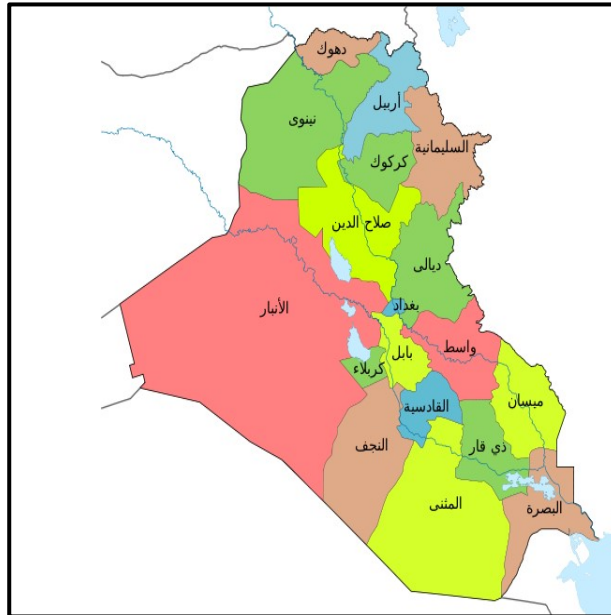 دهوك
أربيل
نينوى
السليمانية
كركوك
صلاح الدين
ديالى
الأنبار
بغداد
واسط
بابل
كربلاء
ميسان
القادسية
النجف
ذي قار
المثنى
البصرة